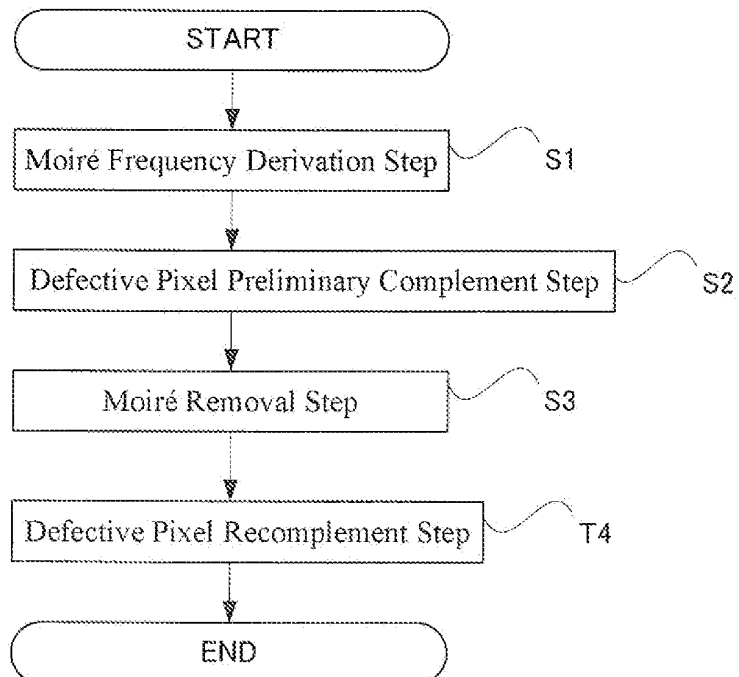 START
Moiré Frequency Derivation Step
S1
Defective Pixel Preliminary Complement Step
S2
Moiré Removal Step
S3
Defective Pixel Recomplement Step
T4
END